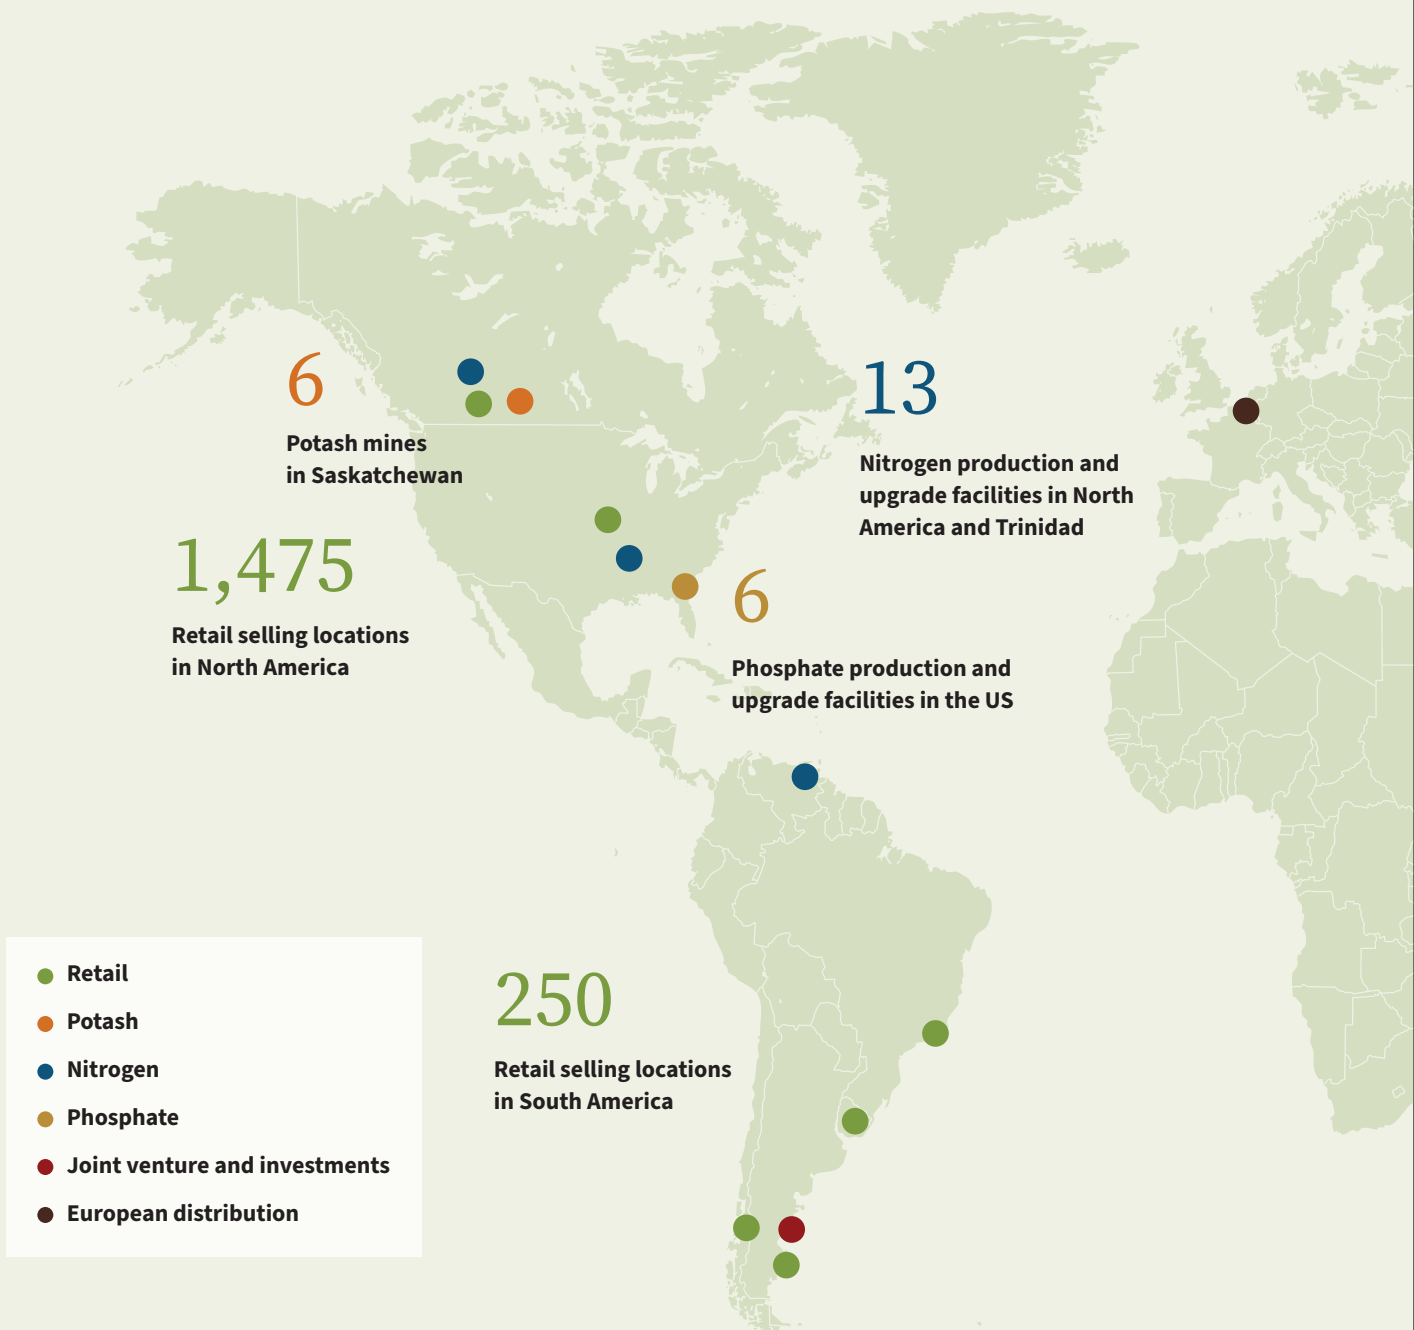 6
Potash mines
in Saskatchewan
13
Nitrogen production and
upgrade facilities in North
America and Trinidad
1,475
Retail selling locations
in North America
6
Phosphate production and
upgrade facilities in the US
250
Retail selling locations
in South America
Retail
Potash
Nitrogen
Phosphate
Joint venture and investments
European distribution